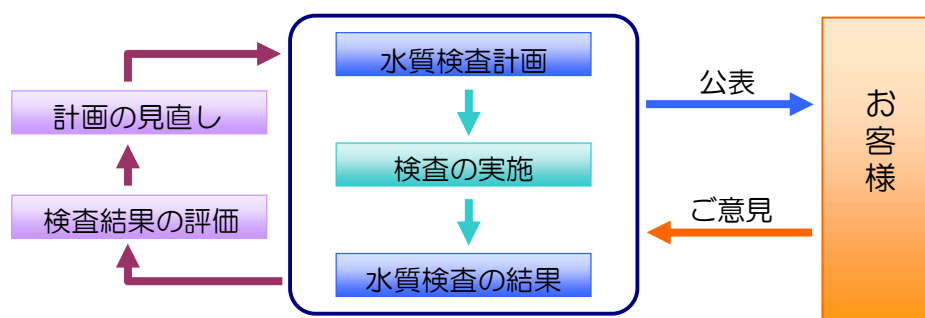 水質検査計画
検査の実施
水質検査の結果
検査結果の評価
計画の見直し
公表
ご意見
お客様